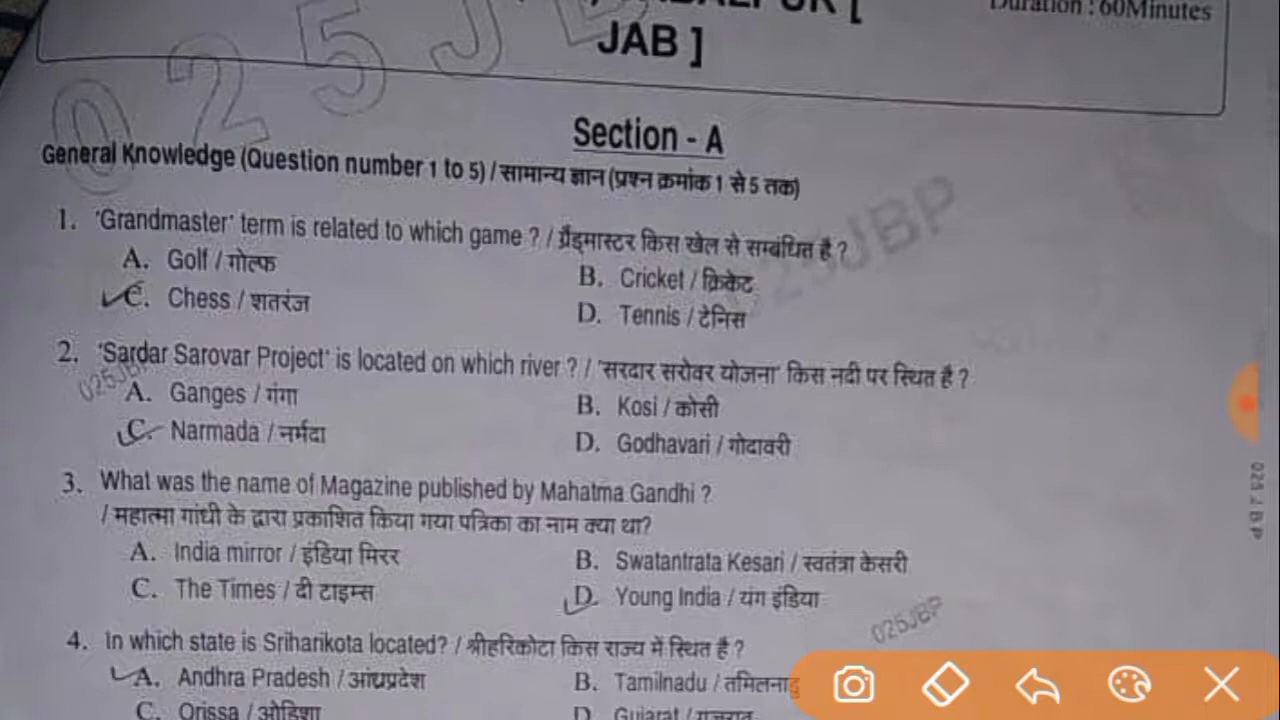 Duration : 60Minutes
JAB ]
025J
Section - A
General Knowledge (Question number 1 to 5) / सामान्य ज्ञान (प्रश्न क्रमांक 1 से 5 तक)
1. 'Grandmaster' term is related to which game ? / ग्रैंडमास्टर किस खेल से सम्बंधित है ?
A. Golf / गोल्फ
B. Cricket / क्रिकेट
C. Chess / शतरंज
D. Tennis / टेनिस
025JBP
2. 'Sardar Sarovar Project' is located on which river ? / 'सरदार सरोवर योजना' किस नदी पर स्थित है ?
A. Ganges / गंगा
B. Kosi / कोसी
C. Narmada / नर्मदा
D. Godhavari / गोदावरी
3. What was the name of Magazine published by Mahatma Gandhi ?
/ महात्मा गांधी के द्वारा प्रकाशित किया गया पत्रिका का नाम क्या था?
A. India mirror / इंडिया मिरर
B. Swatantrata Kesari / स्वतंत्रा केसरी
C. The Times / दी टाइम्स
D. Young India / यंग इंडिया
025JBP
025 J B P
4. In which state is Sriharikota located? / श्रीहरिकोटा किस राज्य में स्थित है ?
A. Andhra Pradesh / आंध्रप्रदेश
B. Tamilnadu /
C. Orissa / ओडिशा
D. Gujarat / गुजरात